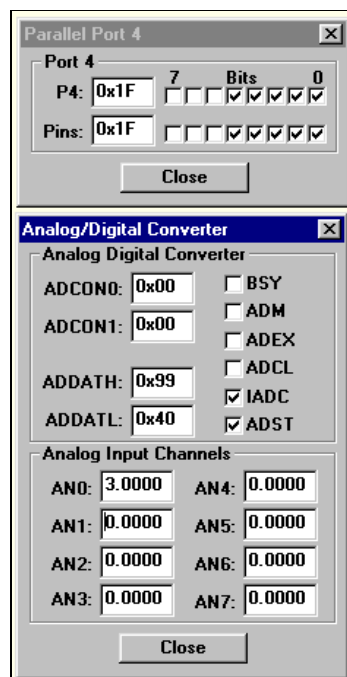 Parallel Port 4
Port 4
7 Bits 0
P4: 0x1F
Pins: 0x1F
Close
Analog/Digital Converter
Analog Digital Converter
ADCON0: 0x00 BSY
ADM
ADCON1: 0x00
ADEX
ADCL
ADDATH: 0x99
IADC
ADDATL: 0x40 ADST
Analog Input Channels
AN0: 3.0000 AN4: 0.0000
AN1: 0.0000 AN5: 0.0000
AN2: 0.0000 AN6: 0.0000
AN3: 0.0000 AN7: 0.0000
Close